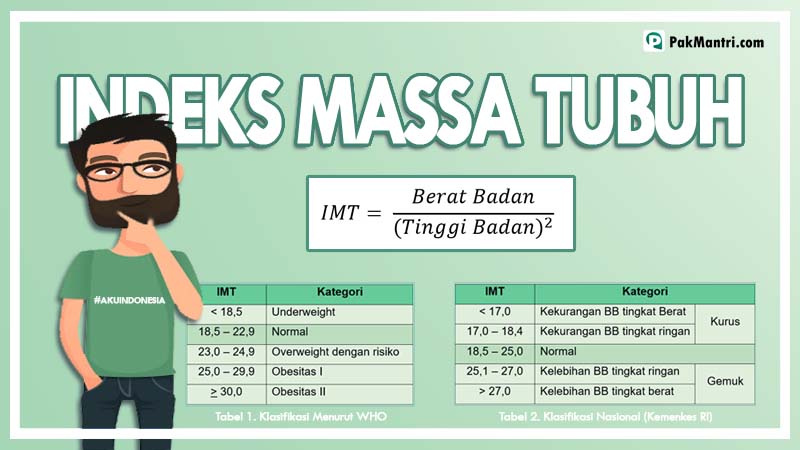 PakMantri.com
INDEKS MASSA TUBUH
IMT = Berat Badan / (Tinggi Badan)²
#AKUINDONESIA
IMT Kategori
< 18,5 Underweight
18,5 – 22,9 Normal
23,0 – 24,9 Overweight dengan risiko
25,0 – 29,9 Obesitas I
≥ 30,0 Obesitas II
Tabel 1. Klasifikasi Menurut WHO
IMT Kategori
< 17,0 Kekurangan BB tingkat Berat Kurus
17,0 – 18,4 Kekurangan BB tingkat ringan
18,5 – 25,0 Normal
25,1 – 27,0 Kelebihan BB tingkat ringan Gemuk
> 27,0 Kelebihan BB tingkat berat
Tabel 2. Klasifikasi Nasional (Kemenkes RI)